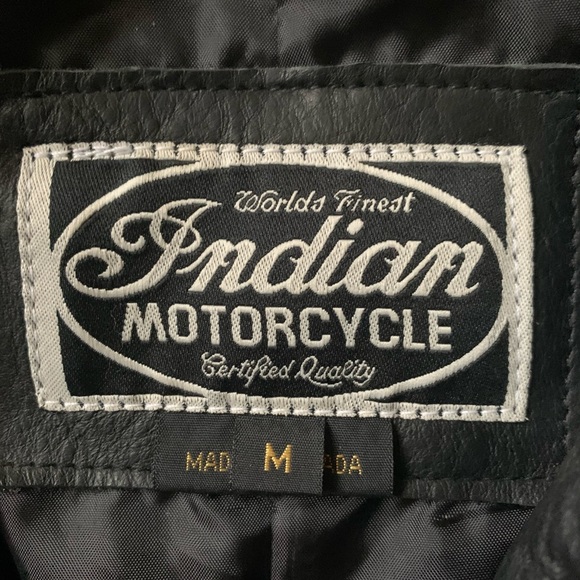 Worlds Finest
Indian
MOTORCYCLE
Certified Quality
MAD M ADA